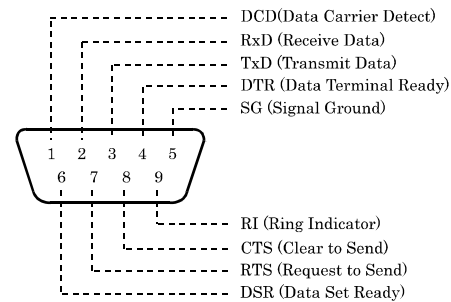 DCD(Data Carrier Detect)
RxD (Receive Data)
TxD (Transmit Data)
DTR (Data Terminal Ready)
SG (Signal Ground)
1 2 3 4 5
6 7 8 9
RI (Ring Indicator)
CTS (Clear to Send)
RTS (Request to Send)
DSR (Data Set Ready)